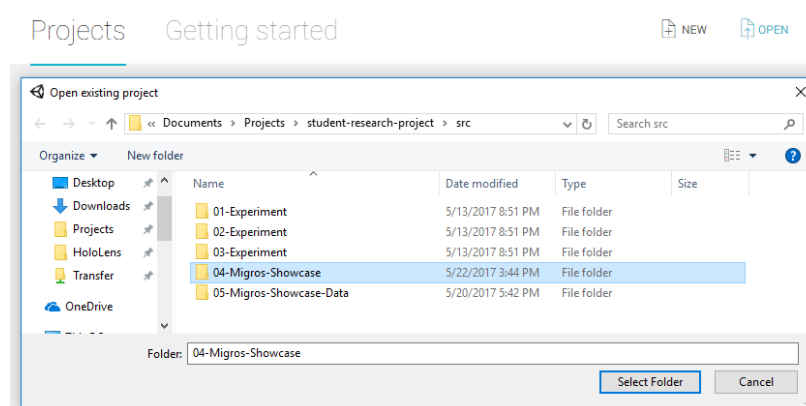 Projects Getting started NEW OPEN
Open existing project
« Documents > Projects > student-research-project > src Search src
Organize New folder
Name Date modified Type Size
Desktop
Downloads
Projects
HoloLens
Transfer
OneDrive
01-Experiment 5/13/2017 8:51 PM File folder
02-Experiment 5/13/2017 8:51 PM File folder
03-Experiment 5/13/2017 8:51 PM File folder
04-Migros-Showcase 5/22/2017 3:44 PM File folder
05-Migros-Showcase-Data 5/20/2017 5:42 PM File folder
Folder: 04-Migros-Showcase
Select Folder Cancel